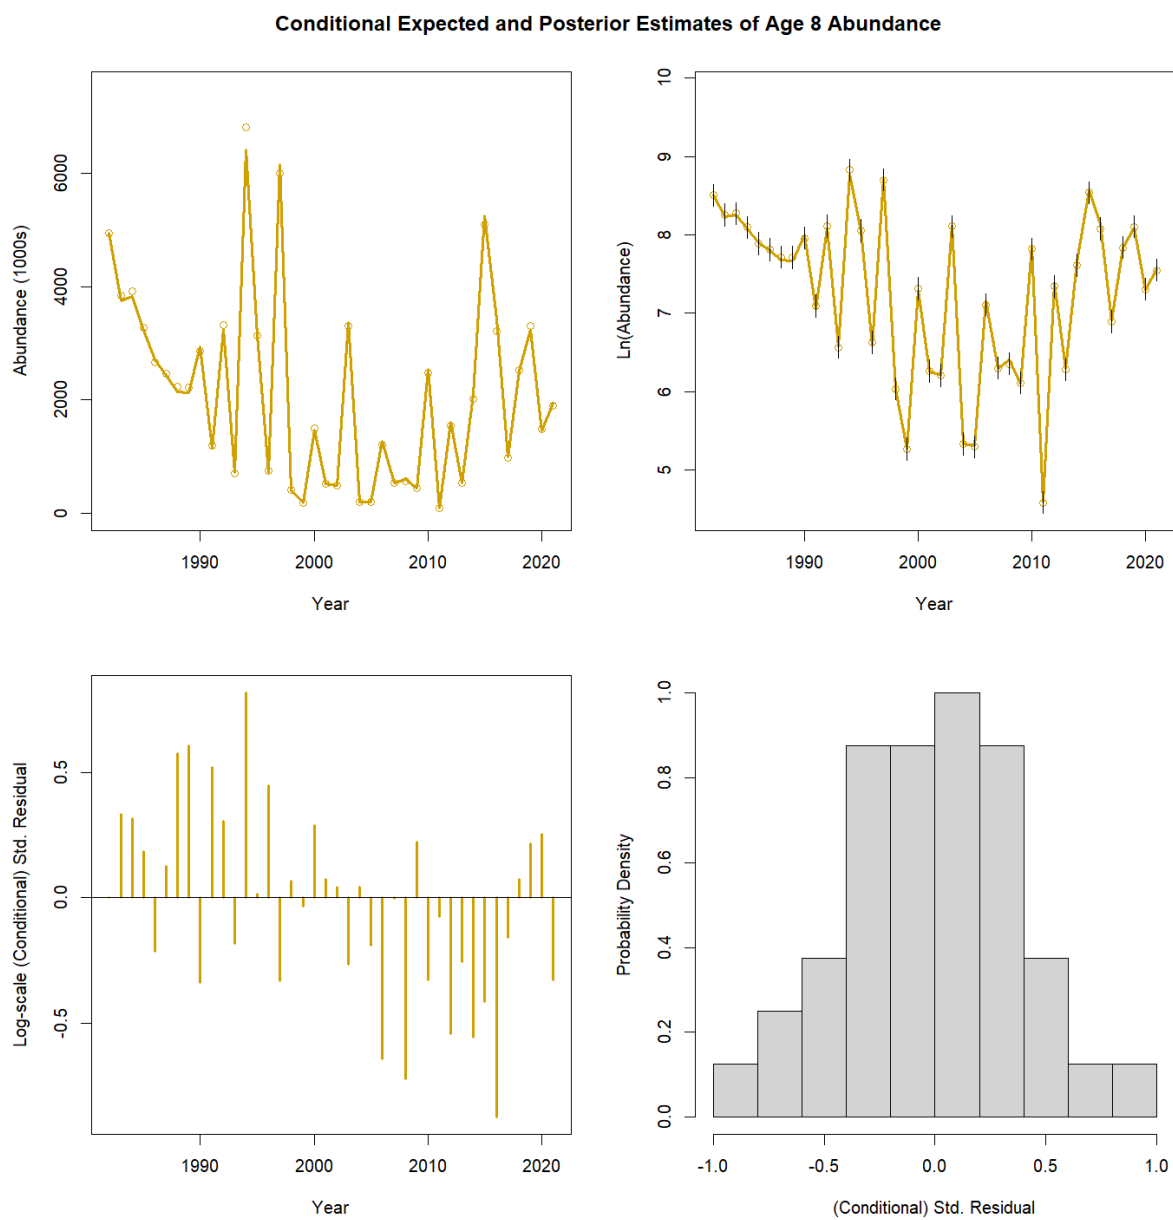 Conditional Expected and Posterior Estimates of Age 8 Abundance
Abundance (1000s)
6000
4000
2000
0
1990 2000 2010 2020
Year
Ln(Abundance)
10
9
8
7
6
5
1990 2000 2010 2020
Year
Log-scale (Conditional) Std. Residual
0.5
0.0
-0.5
1990 2000 2010 2020
Year
Probability Density
1.0
0.8
0.6
0.4
0.2
0.0
-1.0 -0.5 0.0 0.5 1.0
(Conditional) Std. Residual